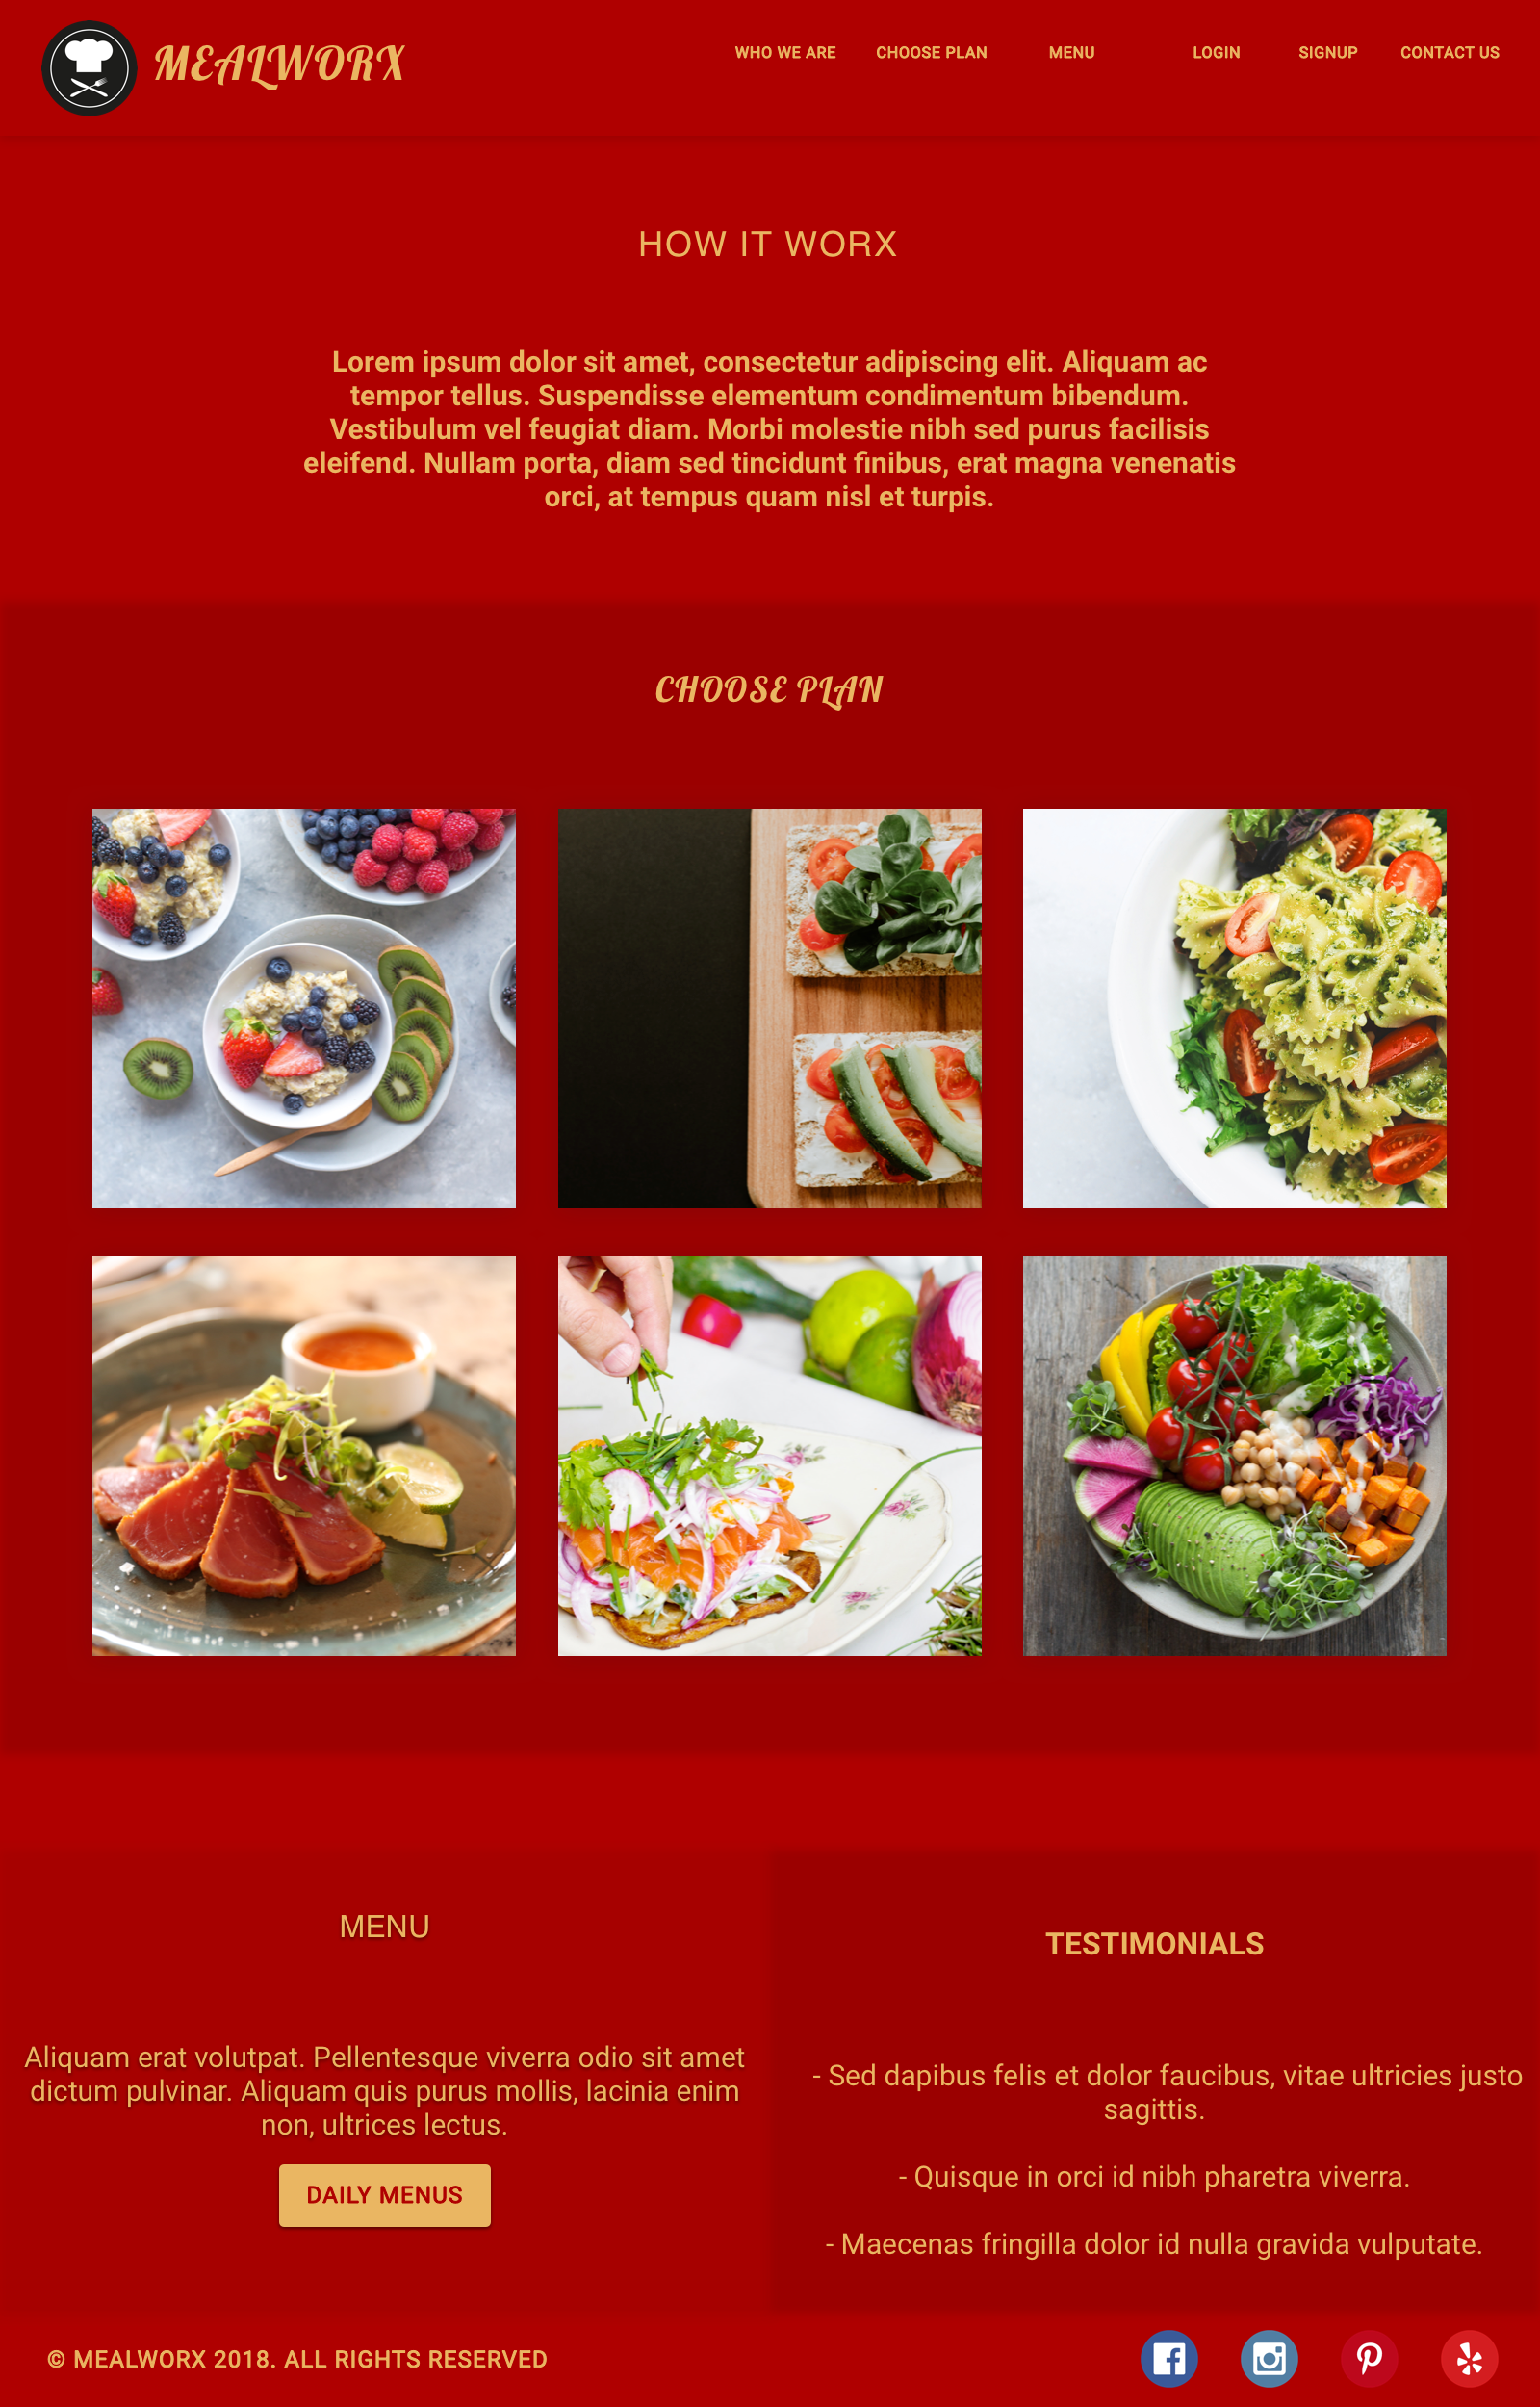 MEALWORX
WHO WE ARE
CHOOSE PLAN
MENU
LOGIN
SIGNUP
CONTACT US
HOW IT WORX
Lorem ipsum dolor sit amet, consectetur adipiscing elit. Aliquam ac
tempor tellus. Suspendisse elementum condimentum bibendum.
Vestibulum vel feugiat diam. Morbi molestie nibh sed purus facilisis
eleifend. Nullam porta, diam sed tincidunt finibus, erat magna venenatis
orci, at tempus quam nisl et turpis.
CHOOSE PLAN
MENU
Aliquam erat volutpat. Pellentesque viverra odio sit amet
dictum pulvinar. Aliquam quis purus mollis, lacinia enim
non, ultrices lectus.
DAILY MENUS
TESTIMONIALS
- Sed dapibus felis et dolor faucibus, vitae ultricies justo
sagittis.
- Quisque in orci id nibh pharetra viverra.
- Maecenas fringilla dolor id nulla gravida vulputate.
© MEALWORX 2018. ALL RIGHTS RESERVED